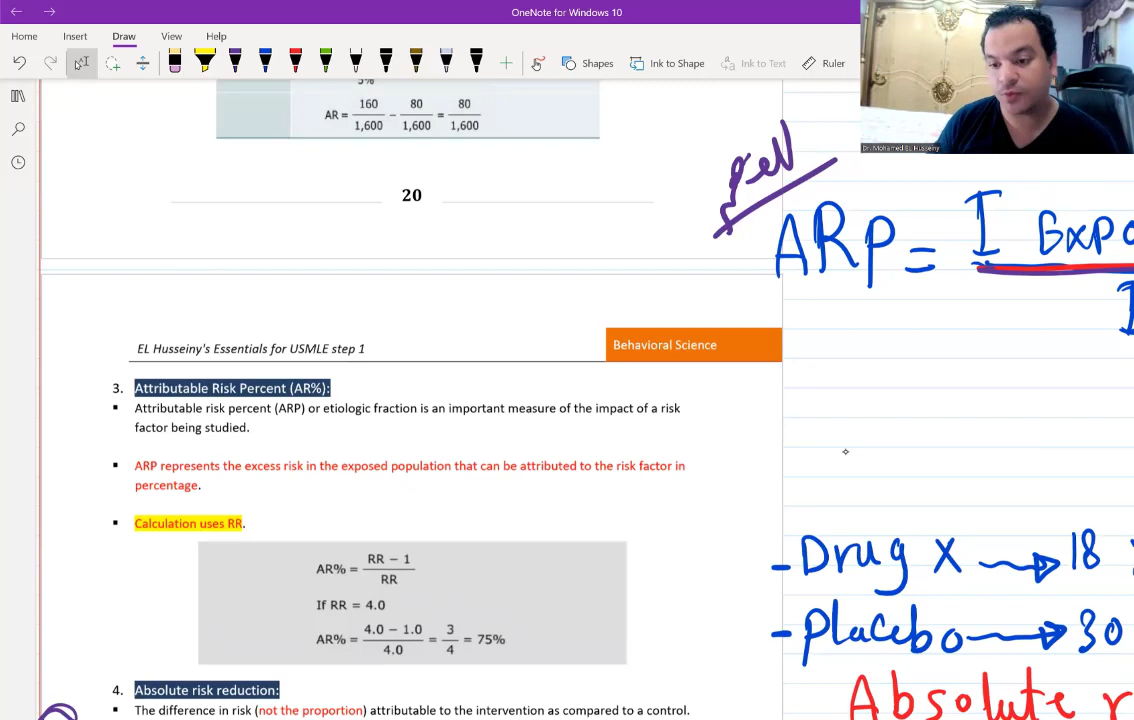 OneNote for Windows 10
Home Insert Draw View Help
Shapes Ink to Shape Ink to Text Ruler
Dr. Mohamed EL Husseiny
5%
AR = 160/1,600 − 80/1,600 = 80/1,600
20
ARP = I Expo
EL Husseiny's Essentials for USMLE step 1
Behavioral Science
3. Attributable Risk Percent (AR%):
▪ Attributable risk percent (ARP) or etiologic fraction is an important measure of the impact of a risk
factor being studied.
▪ ARP represents the excess risk in the exposed population that can be attributed to the risk factor in
percentage.
▪ Calculation uses RR.
AR% = RR − 1/RR
If RR = 4.0
AR% = 4.0 − 1.0/4.0 = 3/4 = 75%
- Drug X → 18
- Placebo → 30
Absolute r
4. Absolute risk reduction:
▪ The difference in risk (not the proportion) attributable to the intervention as compared to a control.